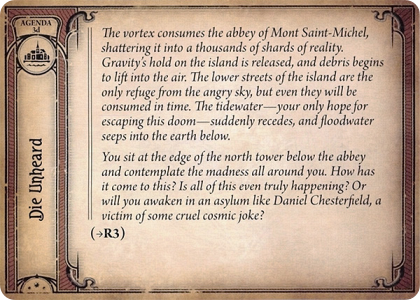 AGENDA
3d
Die Unheard
The vortex consumes the abbey of Mont Saint-Michel,
shattering it into a thousands of shards of reality.
Gravity's hold on the island is released, and debris begins
to lift into the air. The lower streets of the island are the
only refuge from the angry sky, but even they will be
consumed in time. The tidewater—your only hope for
escaping this doom—suddenly recedes, and floodwater
seeps into the earth below.
You sit at the edge of the north tower below the abbey
and contemplate the madness all around you. How has
it come to this? Is all of this even truly happening? Or
will you awaken in an asylum like Daniel Chesterfield, a
victim of some cruel cosmic joke?
(→R3)